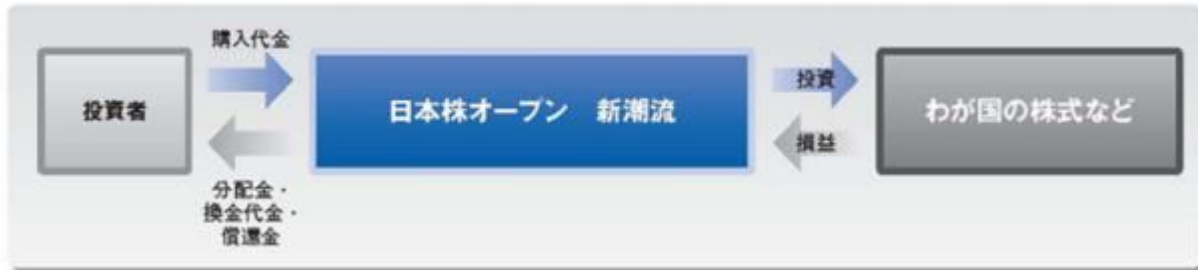 購入代金
投資者
日本株オープン 新潮流
投資
わが国の株式など
損益
分配金・
換金代金・
償還金